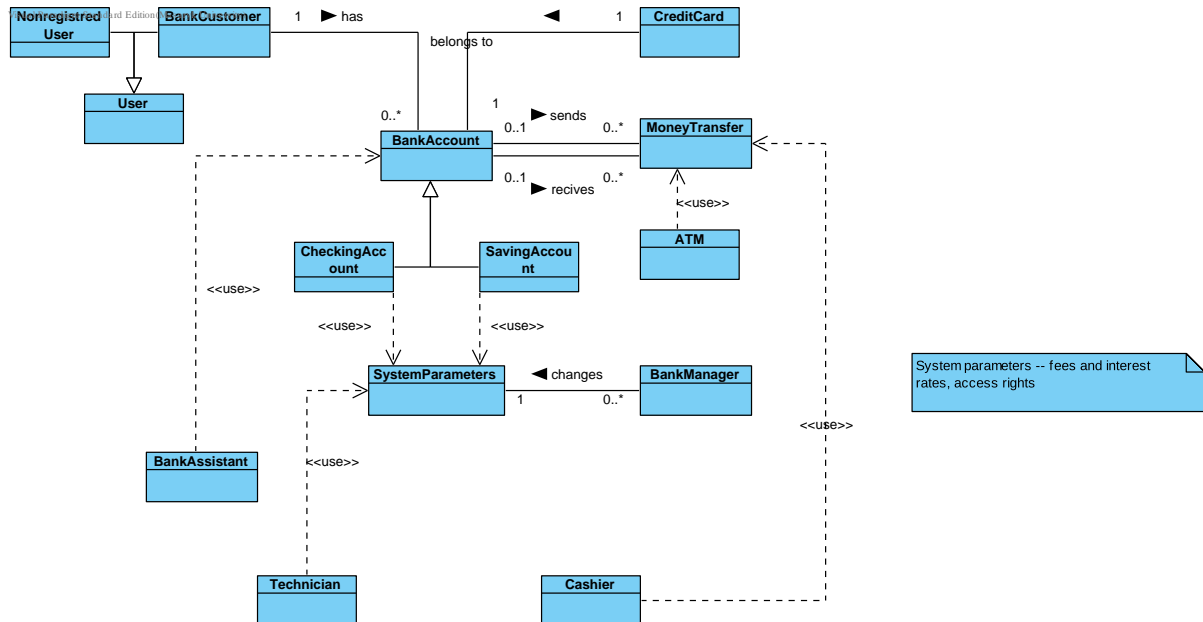 Nonregistred
User
BankCustomer
1
has
1
CreditCard
belongs to
User
0..*
1
sends
BankAccount
0..1
0..*
MoneyTransfer
0..1
0..*
recives
<<use>>
CheckingAcc
ount
SavingAccou
nt
ATM
<<use>>
<<use>>
<<use>>
SystemParameters
changes
BankManager
1
0..*
System parameters -- fees and interest
rates, access rights
<<use>>
BankAssistant
<<use>>
Technician
Cashier